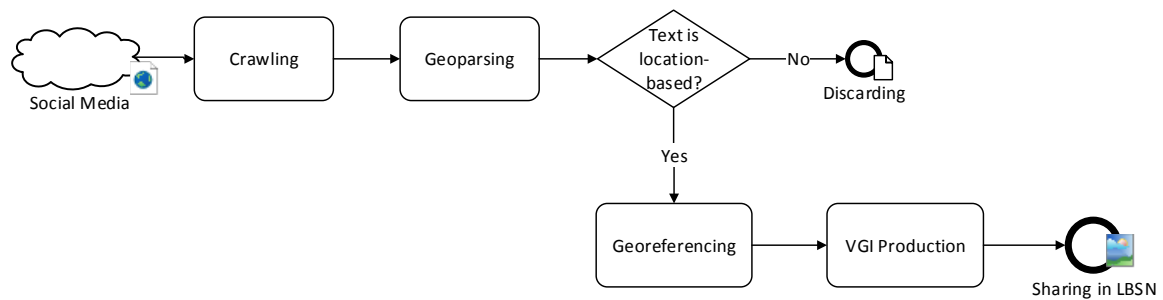 Social Media
Crawling
Geoparsing
Text is
location-
based?
No
Discarding
Yes
Georeferencing
VGI Production
Sharing in LBSN